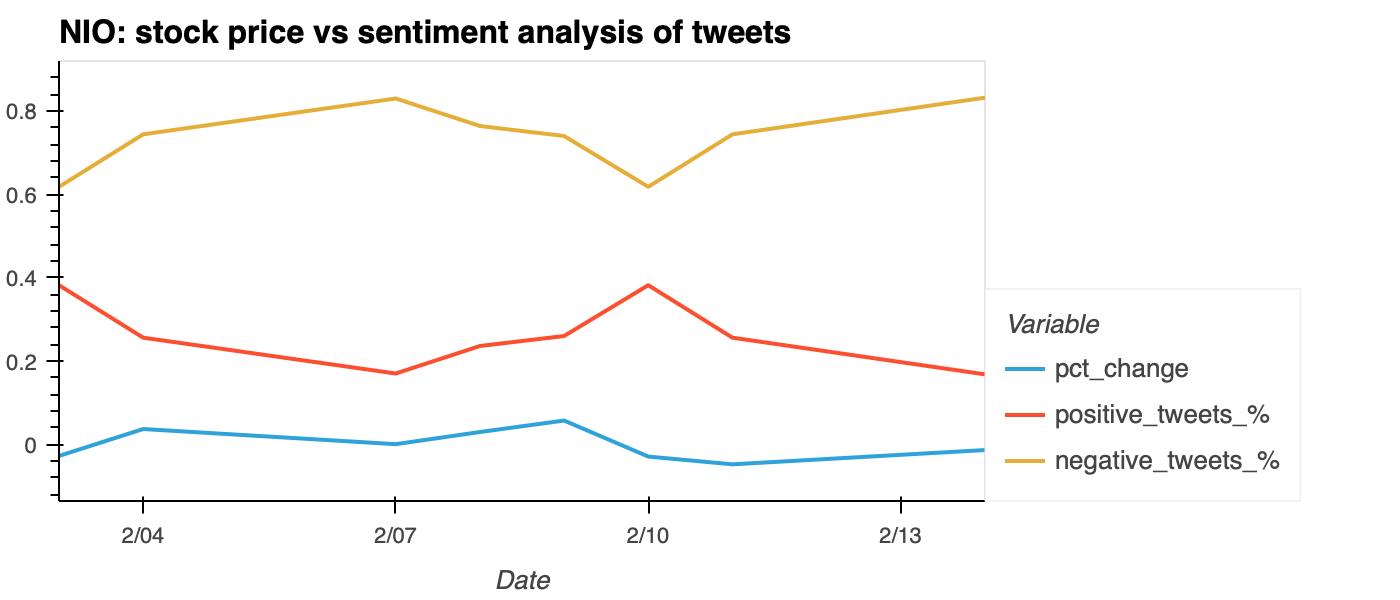 NIO: stock price vs sentiment analysis of tweets
0.8
0.6
0.4
0.2
0
2/04
2/07
2/10
2/13
Date
Variable
pct_change
positive_tweets_%
negative_tweets_%